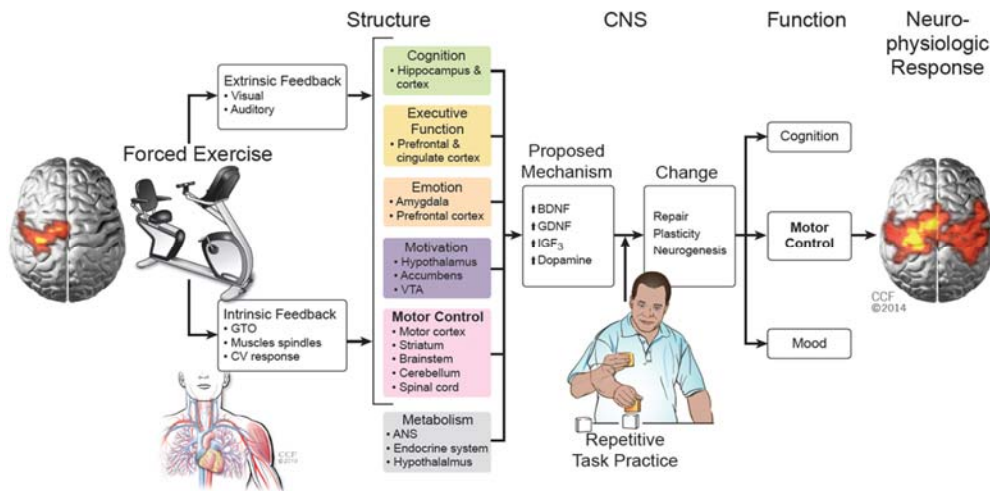 Structure
CNS
Function
Neuro-
physiologic
Response
Extrinsic Feedback
• Visual
• Auditory
Forced Exercise
Intrinsic Feedback
• GTO
• Muscles spindles
• CV response
CCF
©2014
Cognition
• Hippocampus &
cortex
Executive
Function
• Prefrontal &
cingulate cortex
Emotion
• Amygdala
• Prefrontal cortex
Motivation
• Hypothalamus
• Accumbens
• VTA
Motor Control
• Motor cortex
• Striatum
• Brainstem
• Cerebellum
• Spinal cord
Metabolism
• ANS
• Endocrine system
• Hypothalalmus
Proposed
Mechanism
⬆BDNF
⬆GDNF
⬆IGF₃
⬆Dopamine
Change
Repair
Plasticity
Neurogenesis
Repetitive
Task Practice
Cognition
Motor
Control
Mood
CCF
©2014